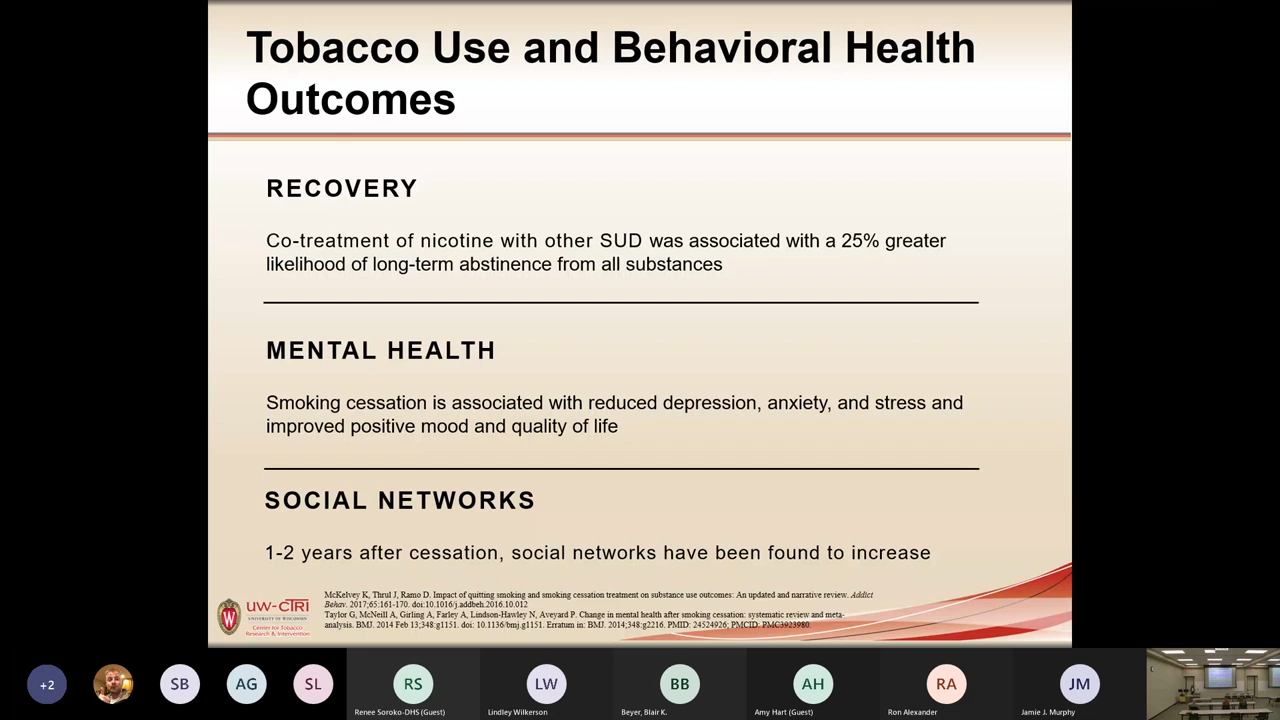 Tobacco Use and Behavioral Health
Outcomes
RECOVERY
Co-treatment of nicotine with other SUD was associated with a 25% greater
likelihood of long-term abstinence from all substances
MENTAL HEALTH
Smoking cessation is associated with reduced depression, anxiety, and stress and
improved positive mood and quality of life
SOCIAL NETWORKS
1-2 years after cessation, social networks have been found to increase
McKelvey K, Thrul J, Ramo D. Impact of quitting smoking and smoking cessation treatment on substance use outcomes: An updated and narrative review. Addict
Behav. 2017;65:161-170. doi:10.1016/j.addbeh.2016.10.012
Taylor G, McNeill A, Girling A, Farley A, Lindson-Hawley N, Aveyard P. Change in mental health after smoking cessation: systematic review and meta-
analysis. BMJ. 2014 Feb 13;348:g1151. doi: 10.1136/bmj.g1151. Erratum in: BMJ. 2014;348:g2216. PMID: 24524926; PMCID: PMC3923980.
W
UW-CTRI
UNIVERSITY OF WISCONSIN
Center for Tobacco
Research & Intervention
+2
SB
AG
SL
RS
LW
BB
AH
RA
JM
Renee Soroko-DHS (Guest)
Lindley Wilkerson
Beyer, Blair K.
Amy Hart (Guest)
Ron Alexander
Jamie J. Murphy